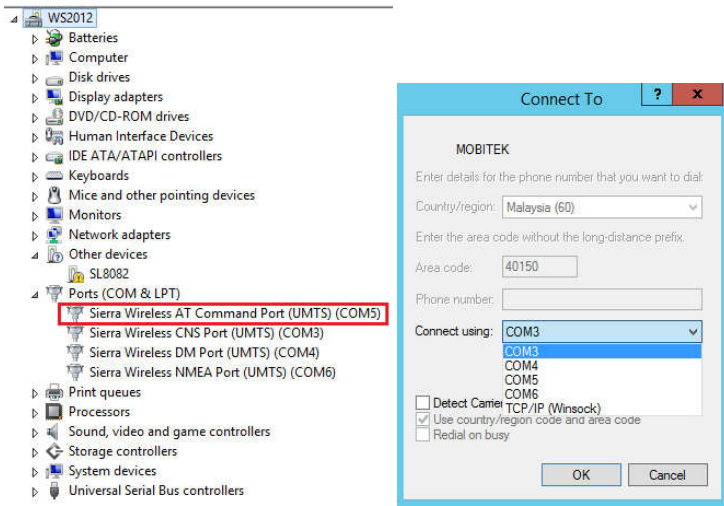 WS2012
Batteries
Computer
Disk drives
Display adapters
DVD/CD-ROM drives
Human Interface Devices
IDE ATA/ATAPI controllers
Keyboards
Mice and other pointing devices
Monitors
Network adapters
Other devices
SL8082
Ports (COM & LPT)
Sierra Wireless AT Command Port (UMTS) (COM5)
Sierra Wireless CNS Port (UMTS) (COM3)
Sierra Wireless DM Port (UMTS) (COM4)
Sierra Wireless NMEA Port (UMTS) (COM6)
Print queues
Processors
Sound, video and game controllers
Storage controllers
System devices
Universal Serial Bus controllers
Connect To
? x
MOBITEK
Enter details for the phone number that you want to dial:
Country/region: Malaysia (60)
Enter the area code without the long-distance prefix.
Area code: 40150
Phone number:
Connect using: COM3
COM3
COM4
COM5
COM6
Detect Carrier TCP/IP (Winsock)
Use country/region code and area code
Redial on busy
OK Cancel